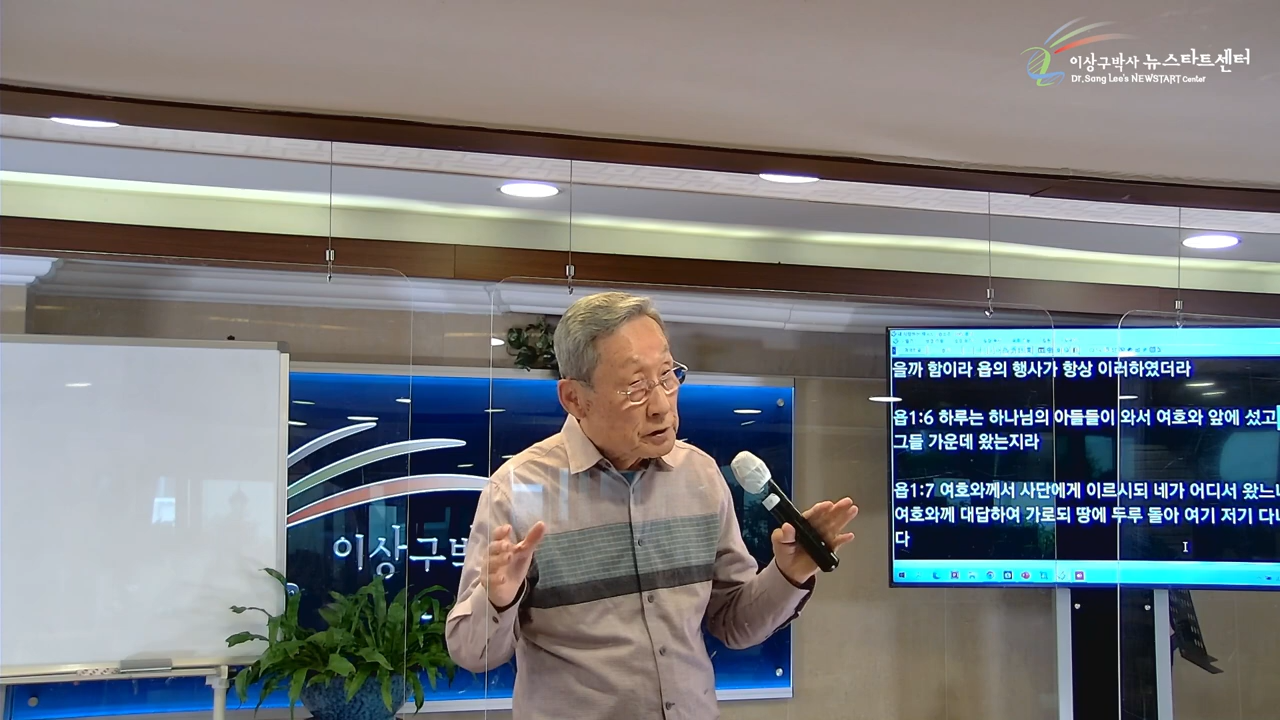 이상구박사 뉴스타트센터
Dr. Sang Lee's NEWSTART Center
이상구박
을까 함이라 욥의 행사가 항상 이러하였더라
욥1:6 하루는 하나님의 아들들이 와서 여호와 앞에 섰고
그들 가운데 왔는지라
욥1:7 여호와께서 사단에게 이르시되 네가 어디서 왔느냐
여호와께 대답하여 가로되 땅에 두루 돌아 여기 저기
다